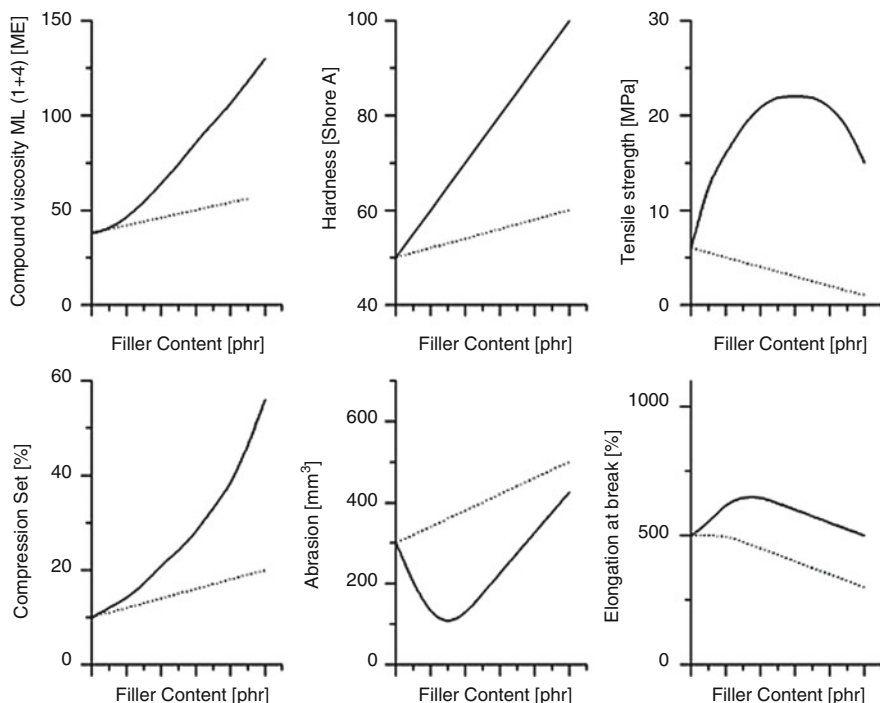 Compound viscosity ML (1+4) [ME]
150
100
50
0
Filler Content [phr]
Hardness [Shore A]
100
80
60
40
Filler Content [phr]
Tensile strength [MPa]
30
20
10
0
Filler Content [phr]
Compression Set [%]
60
40
20
0
Filler Content [phr]
Abrasion [mm³]
600
400
200
0
Filler Content [phr]
Elongation at break [%]
1000
500
0
Filler Content [phr]